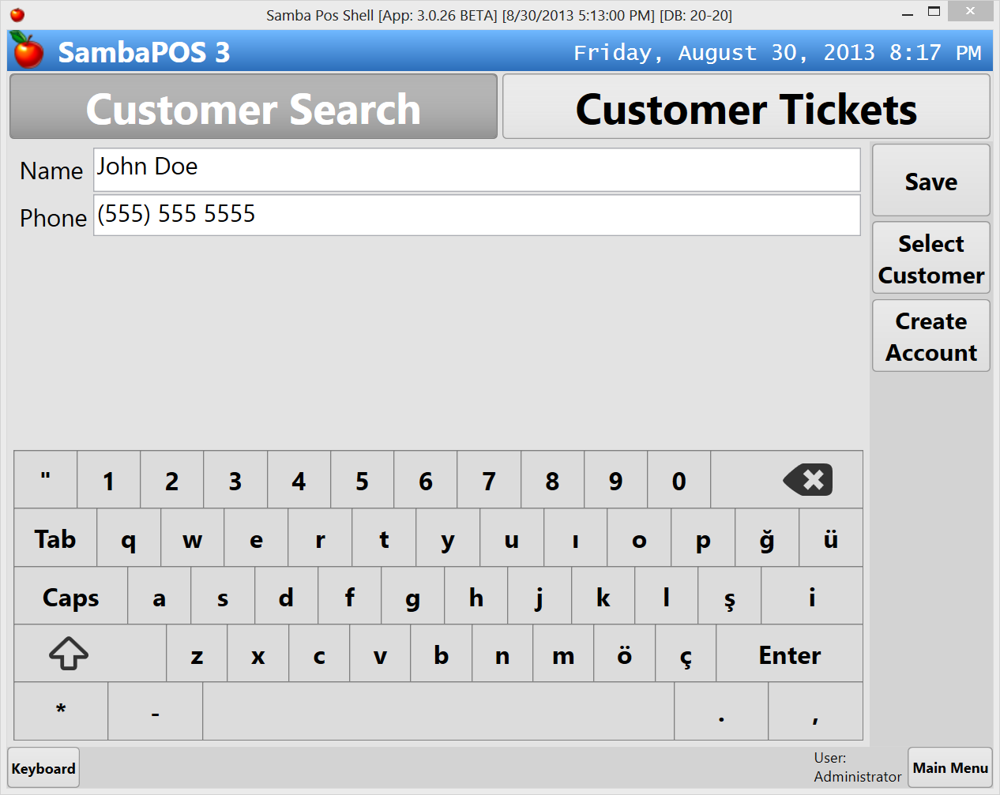 Samba Pos Shell [App: 3.0.26 BETA] [8/30/2013 5:13:00 PM] [DB: 20-20]
SambaPOS 3
Friday, August 30, 2013 8:17 PM
Customer Search
Customer Tickets
Name
John Doe
Phone
(555) 555 5555
Save
Select
Customer
Create
Account
" 1 2 3 4 5 6 7 8 9 0
Tab q w e r t y u ı o p ğ ü
Caps a s d f g h j k l ş i
z x c v b n m ö ç Enter
* - . ,
Keyboard
User:
Administrator
Main Menu